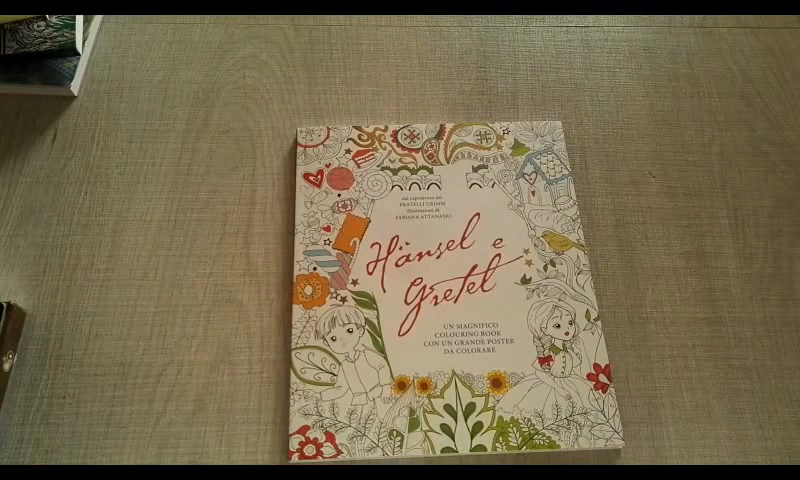 dal capolavoro dei
FRATELLI GRIMM
illustrazioni di
FABIANA ATTANASIO
Hänsel e
Gretel
UN MAGNIFICO
COLOURING BOOK
CON UN GRANDE POSTER
DA COLORARE